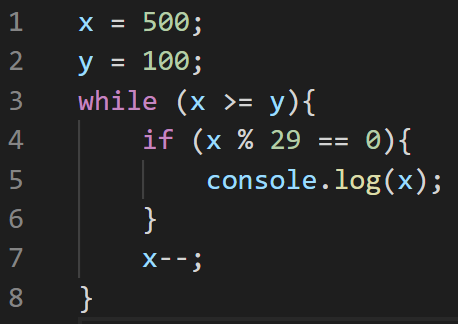 1 x = 500;
2 y = 100;
3 while (x >= y){
4     if (x % 29 == 0){
5         console.log(x);
6     }
7     x--;
8 }